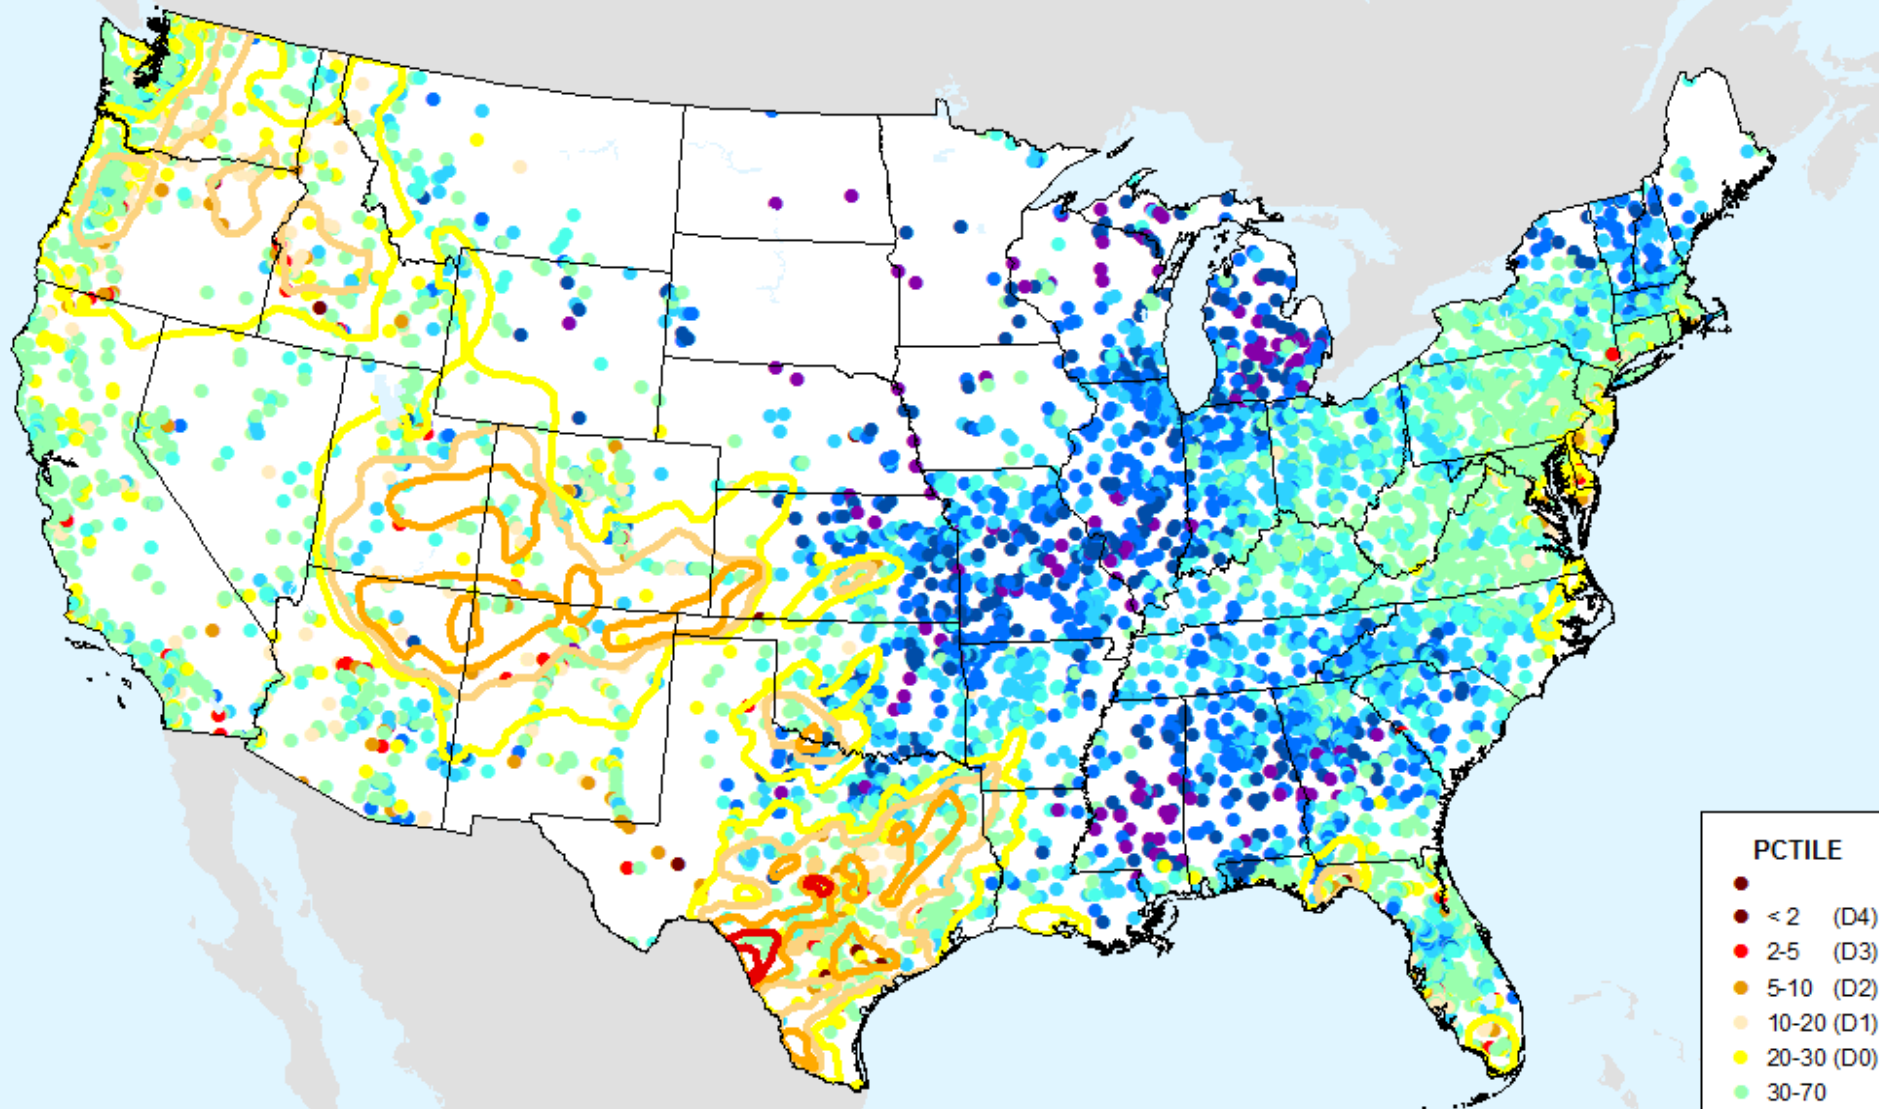 PCTILE
< 2 (D4)
2-5 (D3)
5-10 (D2)
10-20 (D1)
20-30 (D0)
30-70